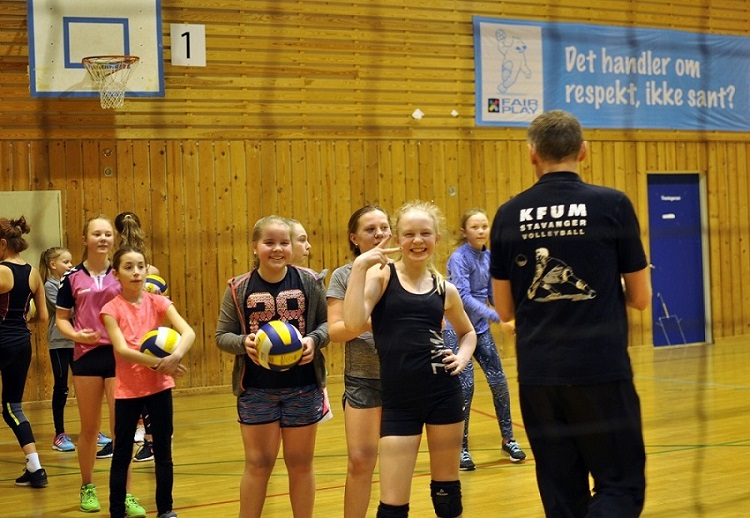 1
Det handler om
respekt, ikke sant?
FAIR
PLAY
KFUM
STAVANGER
VOLLEYBALL
28